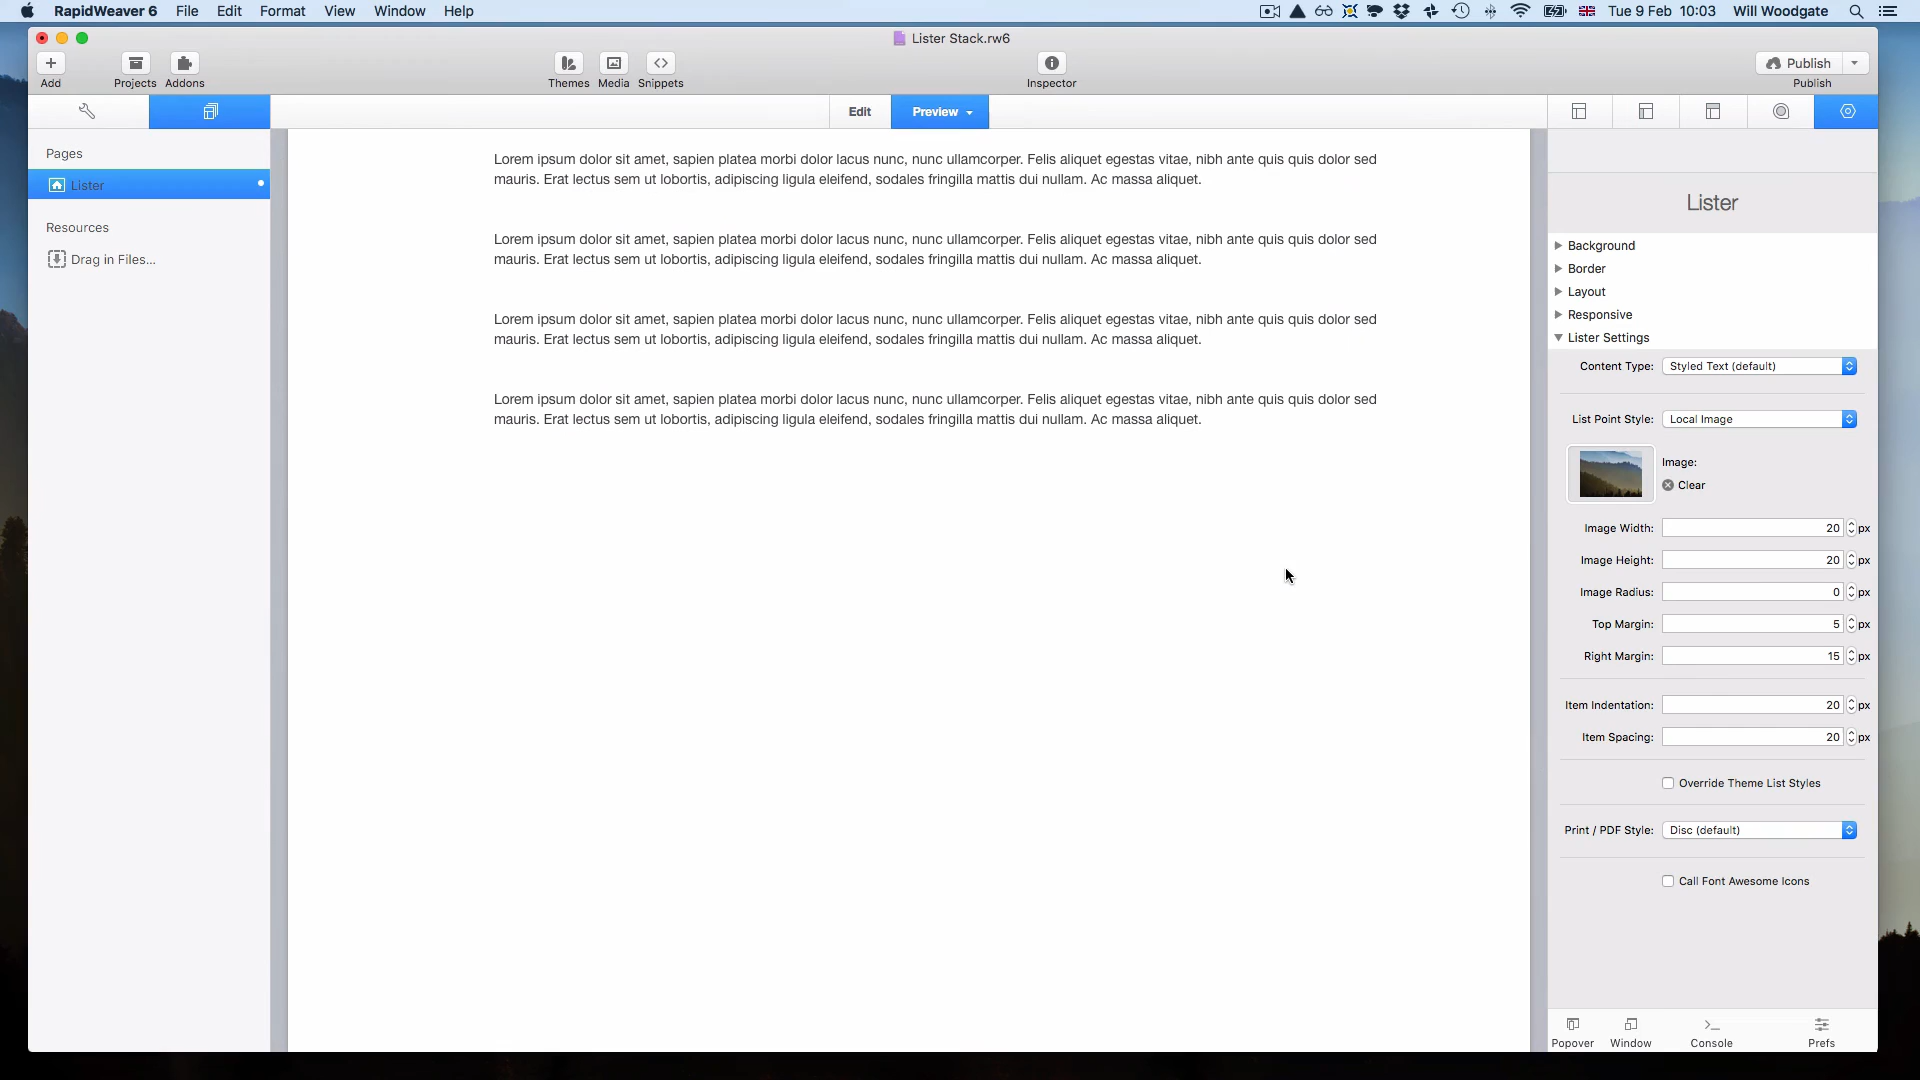 RapidWeaver 6 File Edit Format View Window Help
Tue 9 Feb 10:03 Will Woodgate
Lister Stack.rw6
Add Projects Addons Themes Media Snippets Inspector Publish
Publish
Edit Preview
Pages
Lister
Resources
Drag in Files...
Lorem ipsum dolor sit amet, sapien platea morbi dolor lacus nunc, nunc ullamcorper. Felis aliquet egestas vitae, nibh ante quis quis dolor sed
mauris. Erat lectus sem ut lobortis, adipiscing ligula eleifend, sodales fringilla mattis dui nullam. Ac massa aliquet.
Lorem ipsum dolor sit amet, sapien platea morbi dolor lacus nunc, nunc ullamcorper. Felis aliquet egestas vitae, nibh ante quis quis dolor sed
mauris. Erat lectus sem ut lobortis, adipiscing ligula eleifend, sodales fringilla mattis dui nullam. Ac massa aliquet.
Lorem ipsum dolor sit amet, sapien platea morbi dolor lacus nunc, nunc ullamcorper. Felis aliquet egestas vitae, nibh ante quis quis dolor sed
mauris. Erat lectus sem ut lobortis, adipiscing ligula eleifend, sodales fringilla mattis dui nullam. Ac massa aliquet.
Lorem ipsum dolor sit amet, sapien platea morbi dolor lacus nunc, nunc ullamcorper. Felis aliquet egestas vitae, nibh ante quis quis dolor sed
mauris. Erat lectus sem ut lobortis, adipiscing ligula eleifend, sodales fringilla mattis dui nullam. Ac massa aliquet.
Lister
Background
Border
Layout
Responsive
Lister Settings
Content Type: Styled Text (default)
List Point Style: Local Image
Image:
Clear
Image Width: 20 px
Image Height: 20 px
Image Radius: 0 px
Top Margin: 5 px
Right Margin: 15 px
Item Indentation: 20 px
Item Spacing: 20 px
Override Theme List Styles
Print / PDF Style: Disc (default)
Call Font Awesome Icons
Popover Window Console Prefs